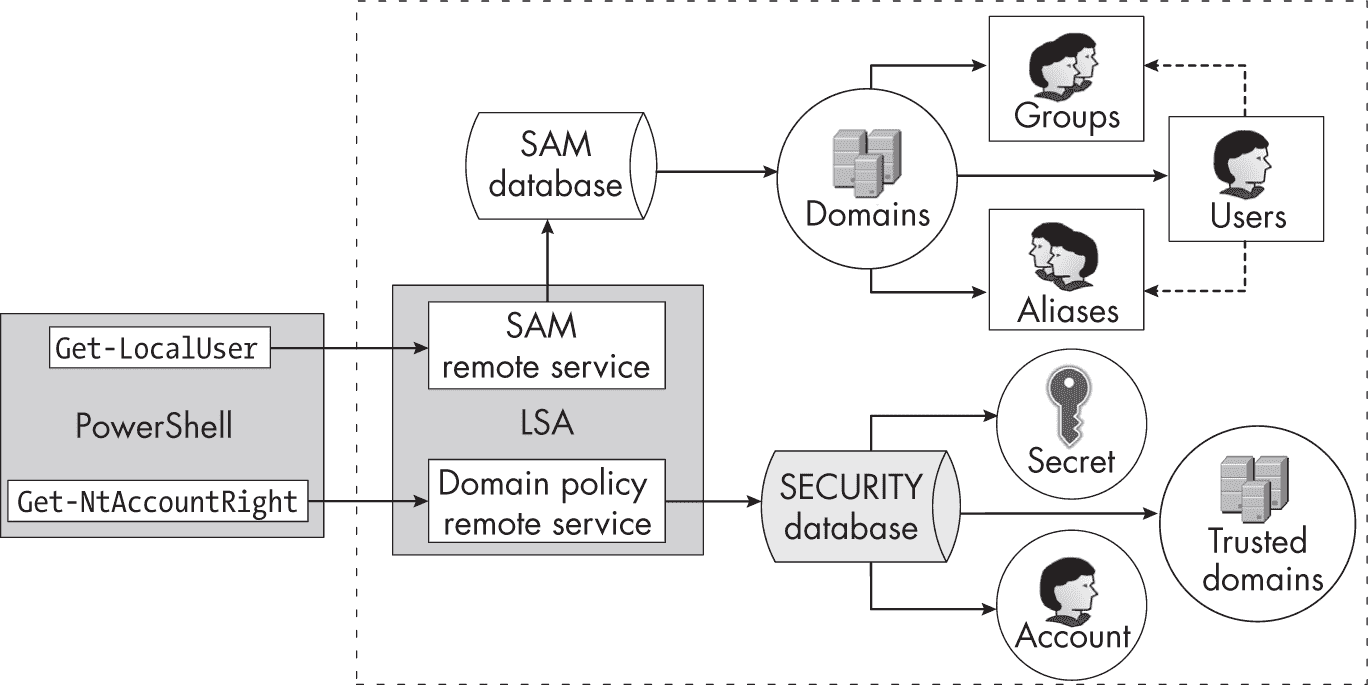 Get-LocalUser
PowerShell
Get-NtAccountRight
SAM
database
SAM
remote service
LSA
Domain policy
remote service
Domains
Groups
Users
Aliases
SECURITY
database
Secret
Trusted
domains
Account